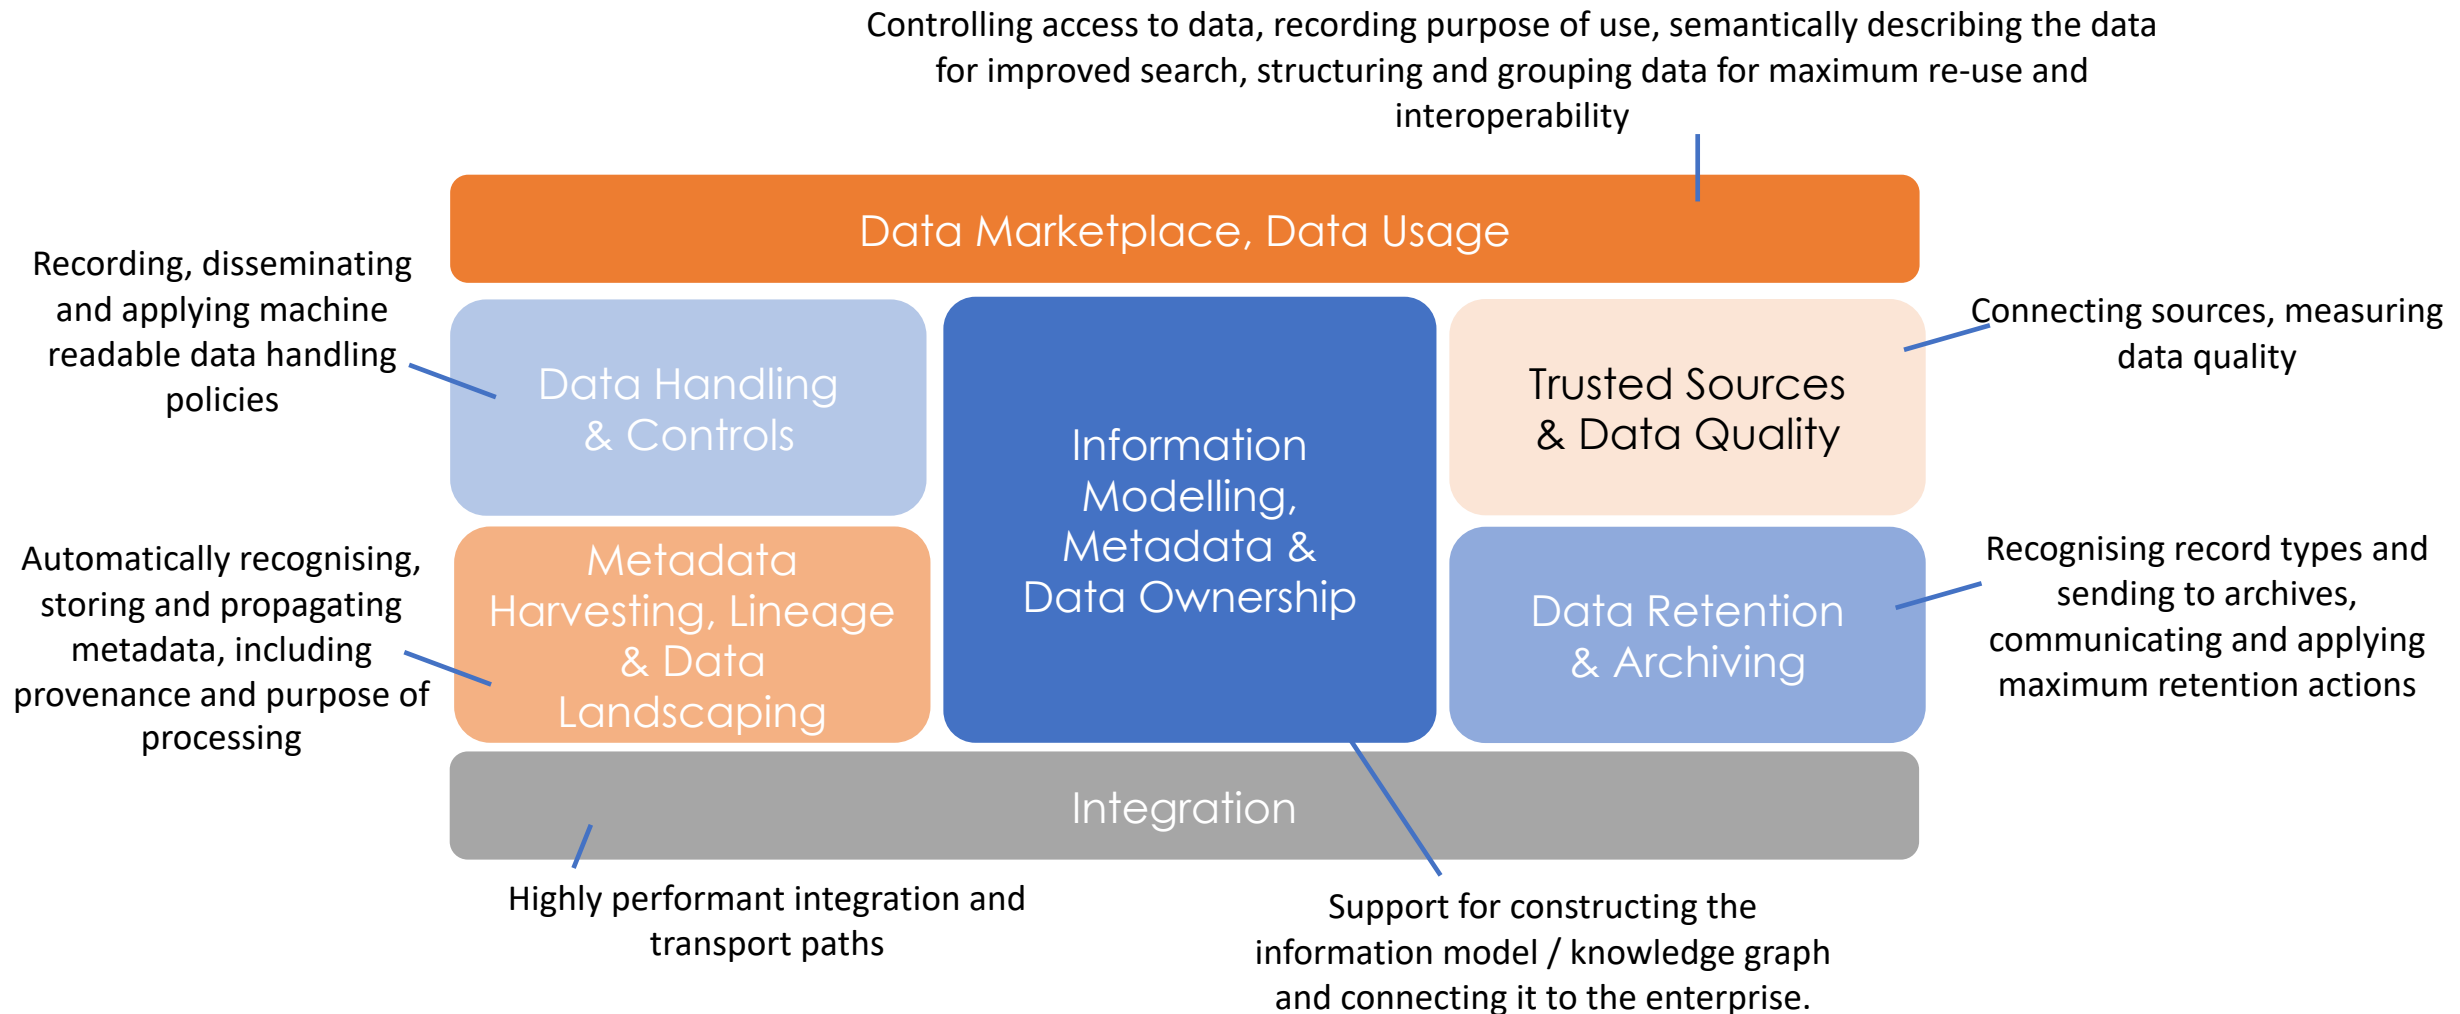 Controlling access to data, recording purpose of use, semantically describing the data
for improved search, structuring and grouping data for maximum re-use and
interoperability
Data Marketplace, Data Usage
Recording, disseminating
and applying machine
readable data handling
policies
Data Handling
& Controls
Information
Modelling,
Metadata &
Data Ownership
Trusted Sources
& Data Quality
Connecting sources, measuring
data quality
Automatically recognising,
storing and propagating
metadata, including
provenance and purpose of
processing
Metadata
Harvesting, Lineage
& Data
Landscaping
Data Retention
& Archiving
Recognising record types and
sending to archives,
communicating and applying
maximum retention actions
Integration
Highly performant integration and
transport paths
Support for constructing the
information model / knowledge graph
and connecting it to the enterprise.